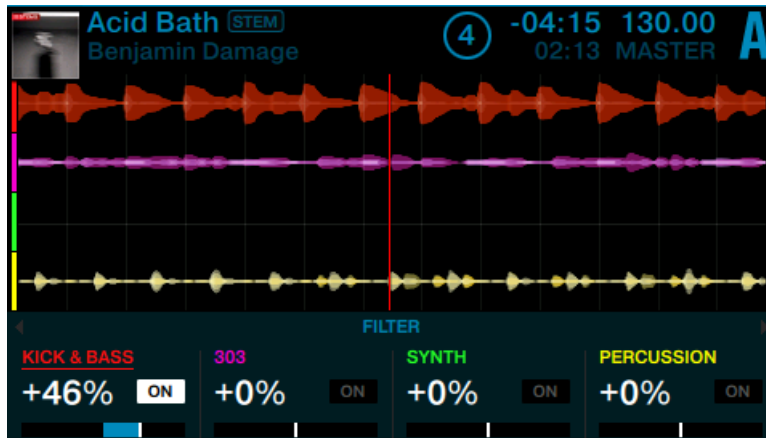 Acid Bath STEM
Benjamin Damage
4
-04:15 130.00
02:13 MASTER
A
FILTER
KICK & BASS
+46% ON
303
+0% ON
SYNTH
+0% ON
PERCUSSION
+0% ON